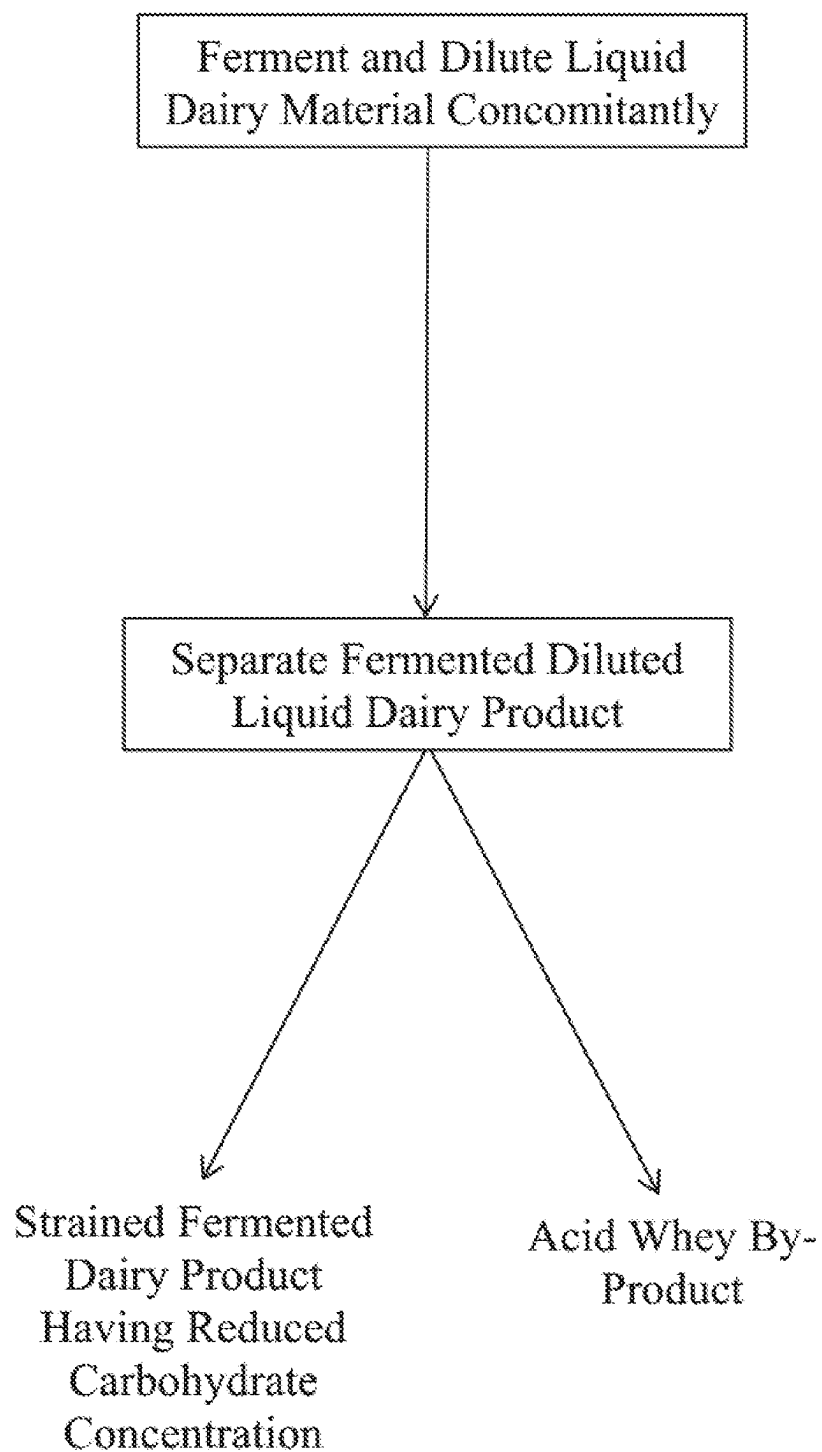 Ferment and Dilute Liquid
Dairy Material Concomitantly
Separate Fermented Diluted
Liquid Dairy Product
Strained Fermented
Dairy Product
Having Reduced
Carbohydrate
Concentration
Acid Whey By-
Product